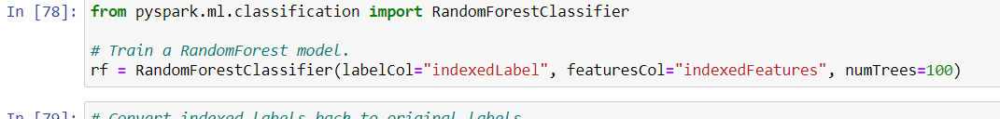 In [78]: from pyspark.ml.classification import RandomForestClassifier
# Train a RandomForest model.
rf = RandomForestClassifier(labelCol="indexedLabel", featuresCol="indexedFeatures", numTrees=100)
In [79]: # Convert indexed labels back to original labels